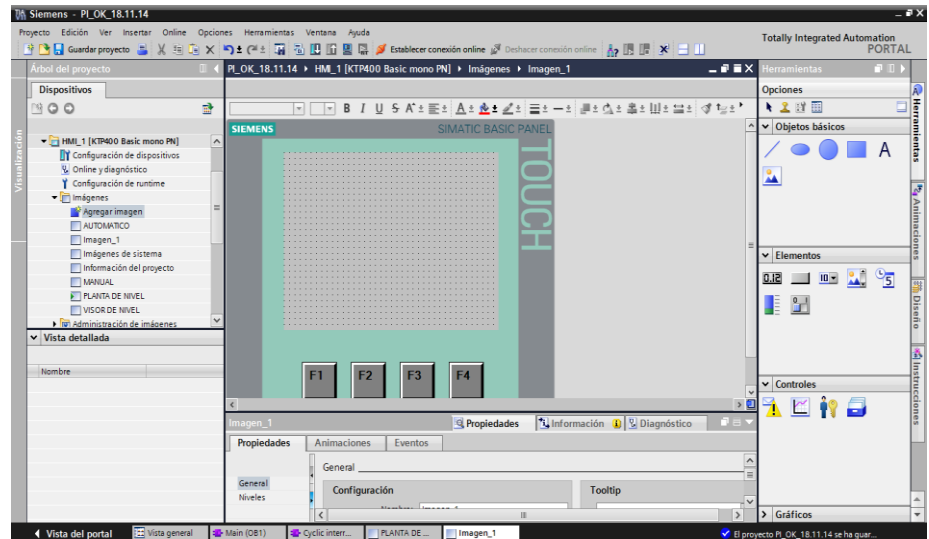 Siemens - PI_OK_18.11.14
Proyecto Edición Ver Insertar Online Opciones Herramientas Ventana Ayuda
Guardar proyecto Establecer conexión online Deshacer conexión online
Totally Integrated Automation
PORTAL
Árbol del proyecto
PI_OK_18.11.14 HMI_1 [KTP400 Basic mono PN] Imágenes Imagen_1
Herramientas
Dispositivos
Opciones
B I U S A
SIEMENS
SIMATIC BASIC PANEL
TOUCH
F1 F2 F3 F4
Visualización
HMI_1 [KTP400 Basic mono PN]
Configuración de dispositivos
Online y diagnóstico
Configuración de runtime
Imágenes
Agregar imagen
AUTOMATICO
Imagen_1
Imágenes de sistema
Información del proyecto
MANUAL
PLANTA DE NIVEL
VISOR DE NIVEL
Administración de imágenes
Vista detallada
Nombre
Objetos básicos
A
Elementos
0.12
10
5
Controles
Gráficos
Herramientas
Animaciones
Diseño
Instrucciones
Imagen_1
Propiedades Información Diagnóstico
Propiedades Animaciones Eventos
General
Niveles
General
Configuración
Tooltip
Nombre: Imagen_1
Vista del portal Vista general Main (OB1) Cyclic interr... PLANTA DE ... Imagen_1
El proyecto PI_OK_18.11.14 se ha guar...